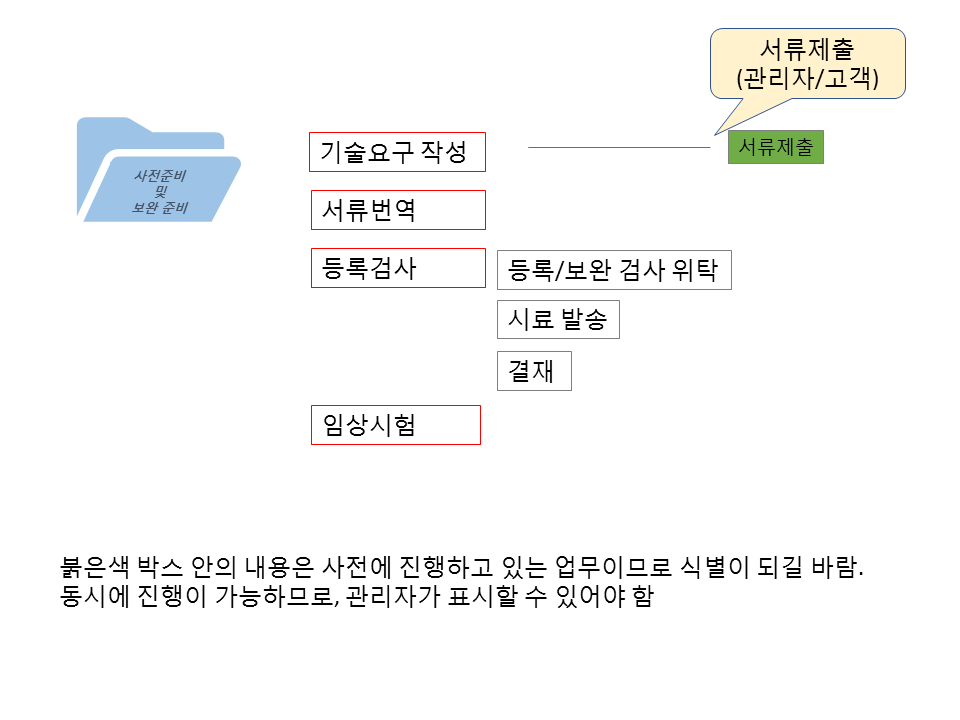 서류제출
(관리자/고객)
기술요구 작성
서류제출
사전준비
및
보완 준비
서류번역
등록검사
등록/보완 검사 위탁
시료 발송
결재
임상시험
붉은색 박스 안의 내용은 사전에 진행하고 있는 업무이므로 식별이 되길 바람.
동시에 진행이 가능하므로, 관리자가 표시할 수 있어야 함